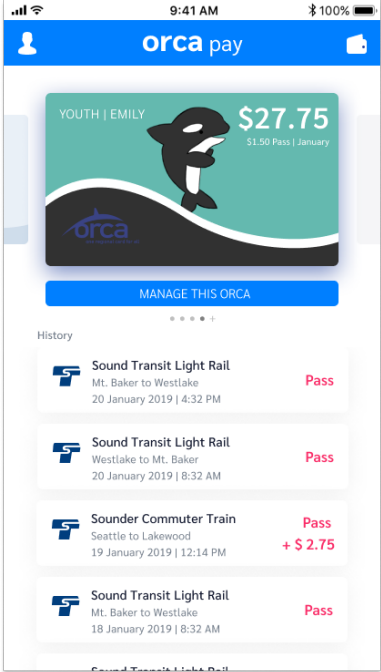 9:41 AM
100%
orca pay
YOUTH | EMILY
$27.75
$1.50 Pass | January
orca
MANAGE THIS ORCA
History
Sound Transit Light Rail
Mt. Baker to Westlake
20 January 2019 | 4:32 PM
Pass
Sound Transit Light Rail
Westlake to Mt. Baker
20 January 2019 | 8:32 AM
Pass
Sounder Commuter Train
Seattle to Lakewood
19 January 2019 | 12:14 PM
Pass
+ $ 2.75
Sound Transit Light Rail
Mt. Baker to Westlake
18 January 2019 | 8:32 AM
Pass
Sound Transit Light Rail